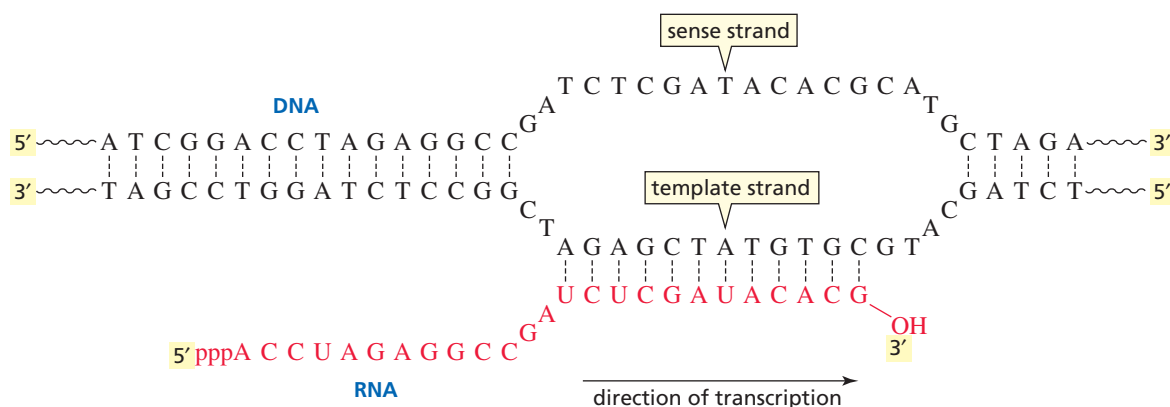 sense strand
DNA
5′ A T C G G A C C T A G A G G C C G A T C T C G A T A C A C G C A T G C T A G A 3′
3′ T A G C C T G G A T C T C C G G C T A G A G C T A T G T G C G T A C G A T C T 5′
template strand
5′ pppA C C U A G A G G C C G A U C U C G A U A C A C G OH 3′
RNA
direction of transcription